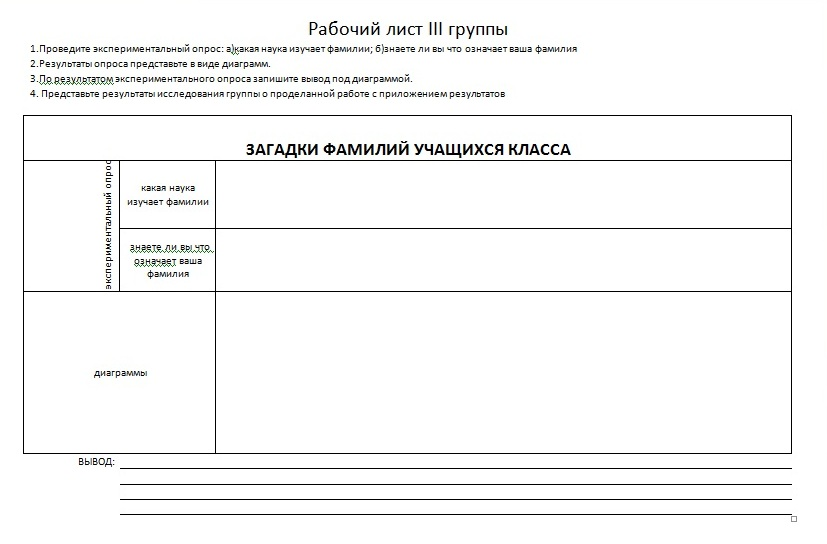 Рабочий лист III группы
1.Проведите экспериментальный опрос: а)какая наука изучает фамилии; б)знаете ли вы что означает ваша фамилия
2.Результаты опроса представьте в виде диаграмм.
3.По результатом экспериментального опроса запишите вывод под диаграммой.
4. Представьте результаты исследования группы о проделанной работе с приложением результатов
ЗАГАДКИ ФАМИЛИЙ УЧАЩИХСЯ КЛАССА
экспериментальный опрос
какая наука
изучает фамилии
знаете ли вы что
означает ваша
фамилия
диаграммы
ВЫВОД: